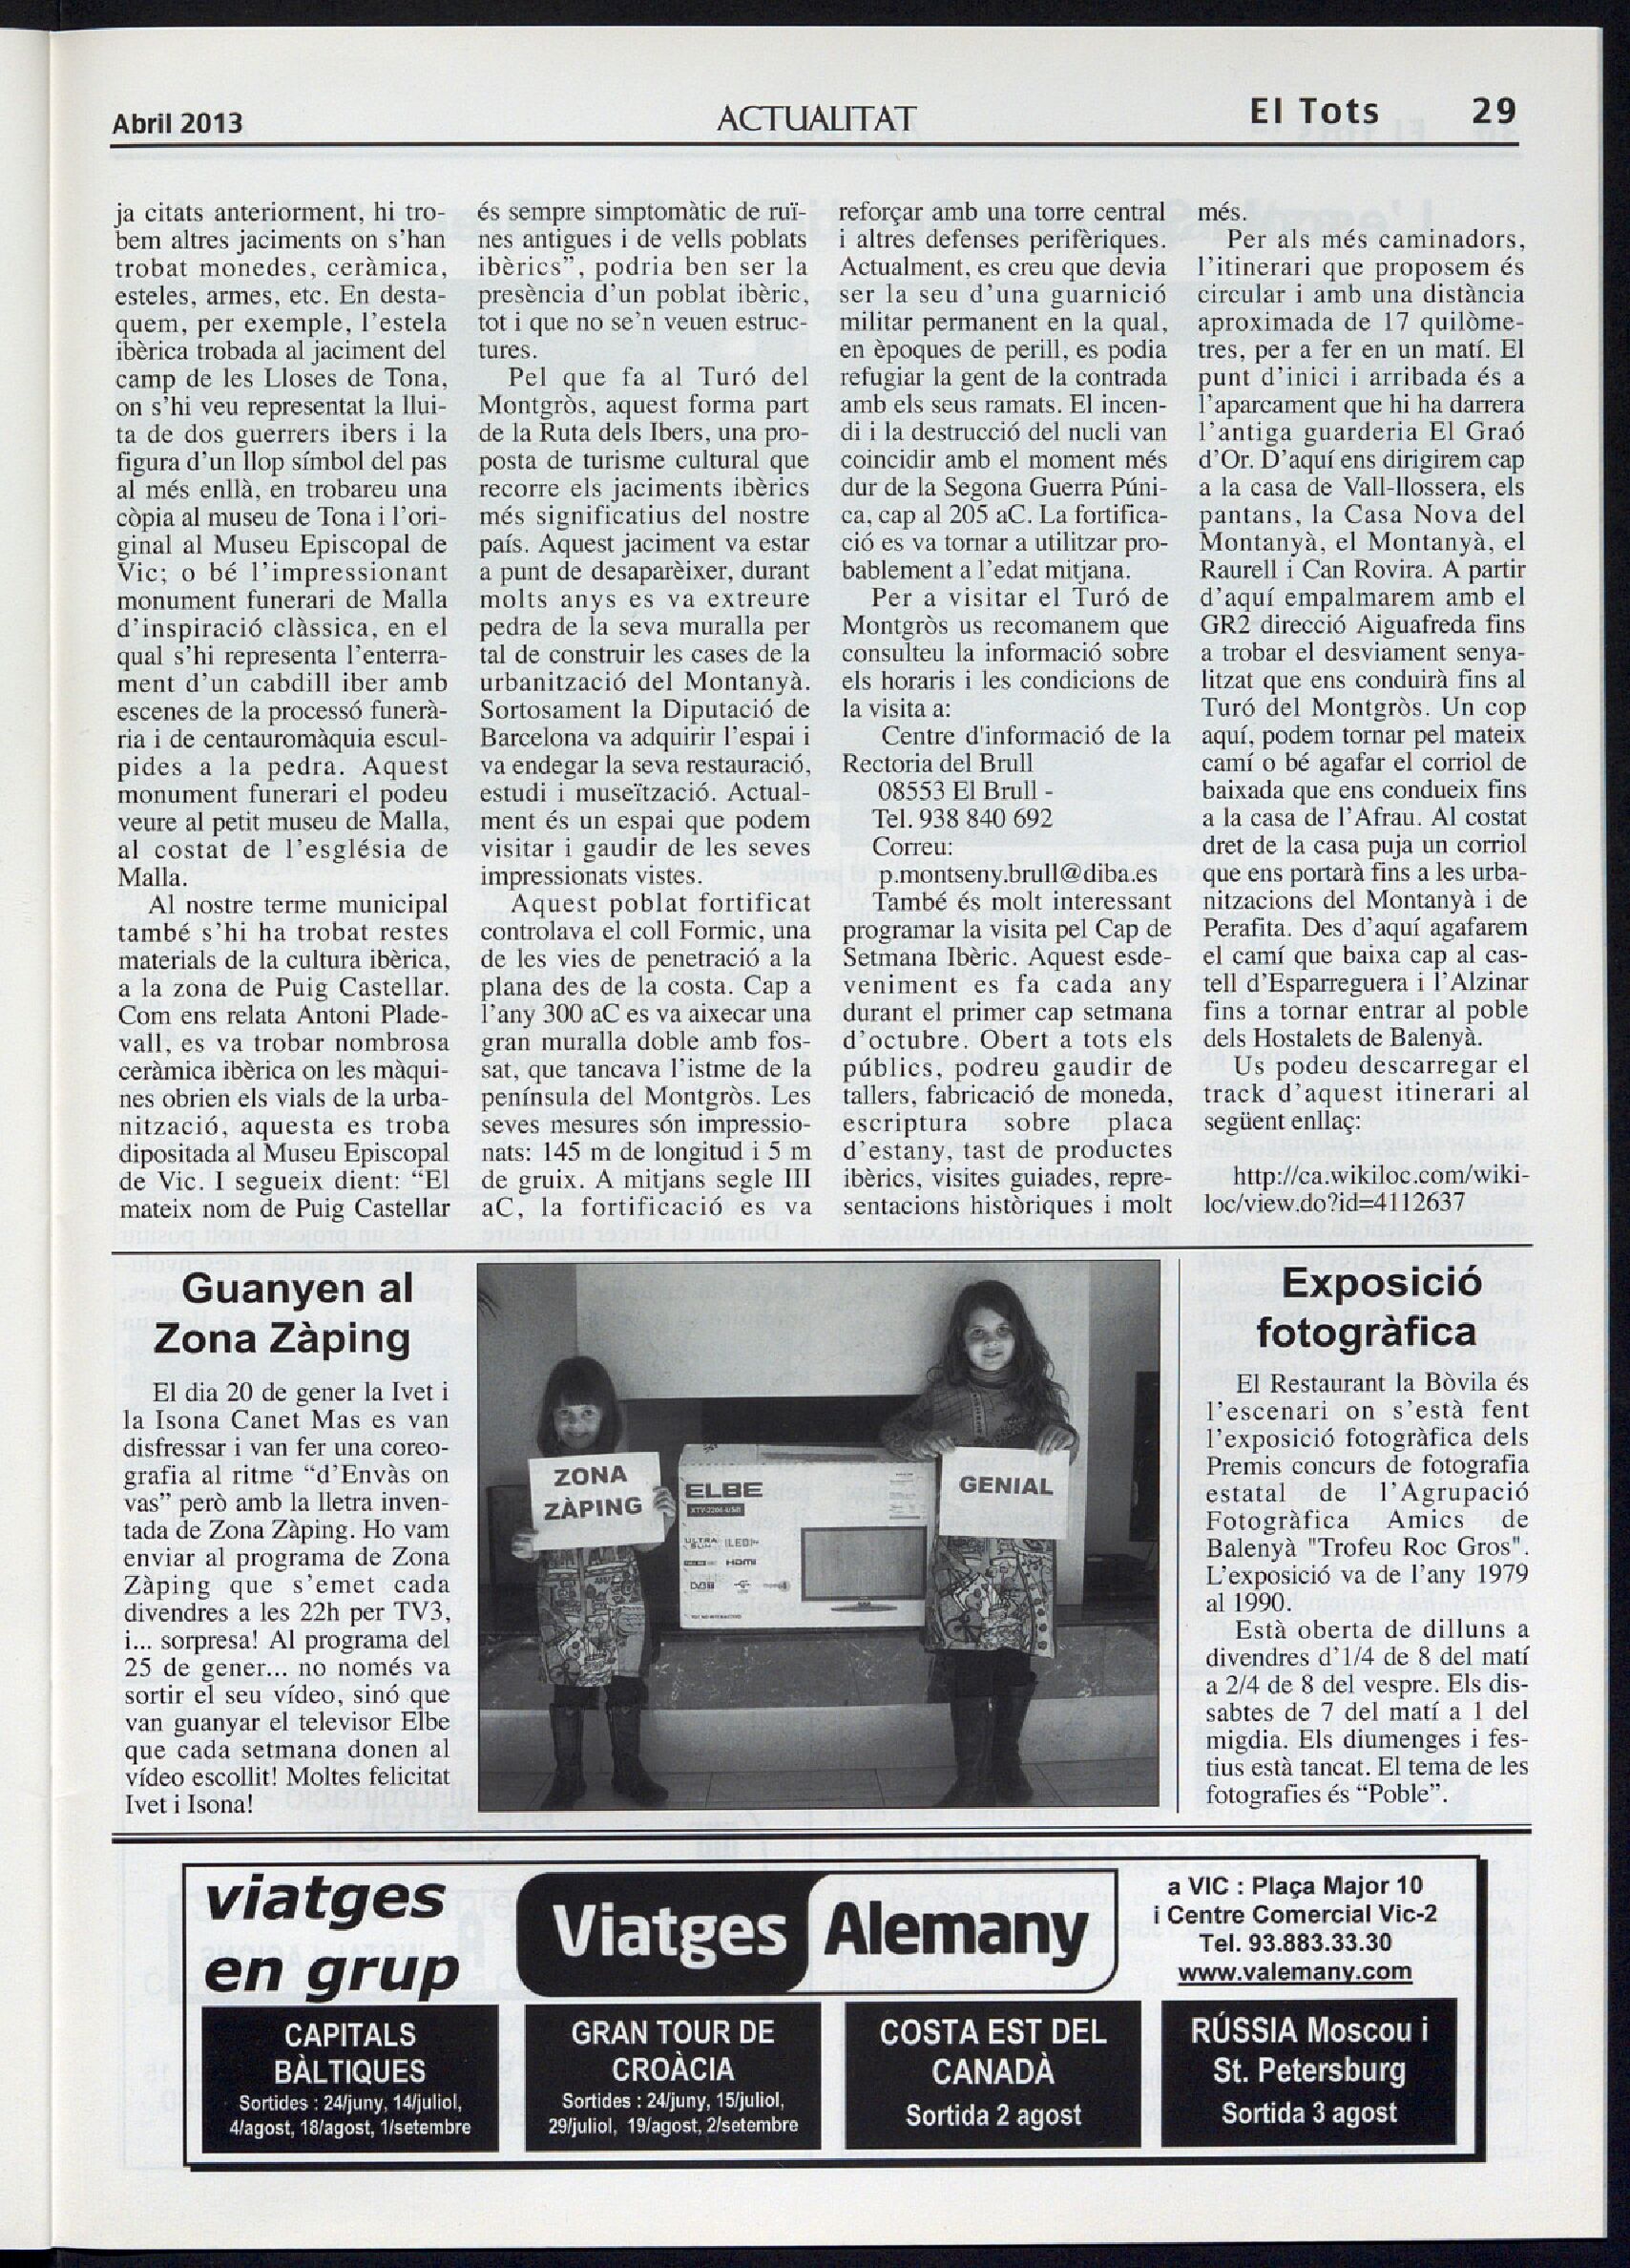 Abril 2013
ACTUALITAT
El Tots 29
ja citats anteriorment, hi tro-
bem altres jaciments on s'han
trobat monedes, ceràmica,
esteles, armes, etc. En desta-
quem, per exemple, l'estela
ibèrica trobada al jaciment del
camp de les Lloses de Tona,
on s'hi veu representat la llui-
ta de dos guerrers ibers i la
figura d'un llop símbol del pas
al més enllà, en trobareu una
còpia al museu de Tona i l'ori-
ginal al Museu Episcopal de
Vic; o bé l'impressionant
monument funerari de Malla
d'inspiració clàssica, en el
qual s'hi representa l'enterra-
ment d'un cabdill iber amb
escenes de la processó funerà-
ria i de centauromàquia escul-
pides a la pedra. Aquest
monument funerari el podeu
veure al petit museu de Malla,
al costat de l'església de
Malla.
Al nostre terme municipal
també s'hi ha trobat restes
materials de la cultura ibèrica,
a la zona de Puig Castellar.
Com ens relata Antoni Plade-
vall, es va trobar nombrosa
ceràmica ibèrica on les màqui-
nes obrien els vials de la urba-
nització, aquesta es troba
dipositada al Museu Episcopal
de Vic. I segueix dient: “El
mateix nom de Puig Castellar
és sempre simptomàtic de ruï-
nes antigues i de vells poblats
ibèrics”, podria ben ser la
presència d'un poblat ibèric,
tot i que no se'n veuen estruc-
tures.
Pel que fa al Turó del
Montgròs, aquest forma part
de la Ruta dels Ibers, una pro-
posta de turisme cultural que
recorre els jaciments ibèrics
més significatius del nostre
país. Aquest jaciment va estar
a punt de desaparèixer, durant
molts anys es va extreure
pedra de la seva muralla per
tal de construir les cases de la
urbanització del Montanyà.
Sortosament la Diputació de
Barcelona va adquirir l'espai i
va endegar la seva restauració,
estudi i museïtzació. Actual-
ment és un espai que podem
visitar i gaudir de les seves
impressionats vistes.
Aquest poblat fortificat
controlava el coll Formic, una
de les vies de penetració a la
plana des de la costa. Cap a
l'any 300 aC es va aixecar una
gran muralla doble amb fos-
sat, que tancava l'istme de la
península del Montgròs. Les
seves mesures són impressio-
nats: 145 m de longitud i 5 m
de gruix. A mitjans segle III
aC, la fortificació es va
reforçar amb una torre central
i altres defenses perifèriques.
Actualment, es creu que devia
ser la seu d'una guarnició
militar permanent en la qual,
en èpoques de perill, es podia
refugiar la gent de la contrada
amb els seus ramats. El incen-
di i la destrucció del nucli van
coincidir amb el moment més
dur de la Segona Guerra Púni-
ca, cap al 205 aC. La fortifica-
ció es va tornar a utilitzar pro-
bablement a l'edat mitjana.
Per a visitar el Turó de
Montgròs us recomanem que
consulteu la informació sobre
els horaris i les condicions de
la visita a:
Centre d'informació de la
Rectoria del Brull
08553 El Brull -
Tel. 938 840 692
Correu:
p.montseny.brull@diba.es
També és molt interessant
programar la visita pel Cap de
Setmana Ibèric. Aquest esde-
veniment es fa cada any
durant el primer cap setmana
d'octubre. Obert a tots els
públics, podreu gaudir de
tallers, fabricació de moneda,
escriptura sobre placa
d'estany, tast de productes
ibèrics, visites guiades, repre-
sentacions històriques i molt
més.
Per als més caminadors,
l'itinerari que proposem és
circular i amb una distància
aproximada de 17 quilòme-
tres, per a fer en un matí. El
punt d'inici i arribada és a
l'aparcament que hi ha darrera
l'antiga guarderia El Graó
d'Or. D'aquí ens dirigirem cap
a la casa de Vall-llossera, els
pantans, la Casa Nova del
Montanyà, el Montanyà, el
Raurell i Can Rovira. A partir
d'aquí empalmarem amb el
GR2 direcció Aiguafreda fins
a trobar el desviament senya-
litzat que ens conduirà fins al
Turó del Montgròs. Un cop
aquí, podem tornar pel mateix
camí o bé agafar el corriol de
baixada que ens condueix fins
a la casa de l'Afrau. Al costat
dret de la casa puja un corriol
que ens portarà fins a les urba-
nitzacions del Montanyà i de
Perafita. Des d'aquí agafarem
el camí que baixa cap al cas-
tell d'Esparreguera i l'Alzinar
fins a tornar entrar al poble
dels Hostalets de Balenyà.
Us podeu descarregar el
track d'aquest itinerari al
següent enllaç:
http://ca.wikiloc.com/wiki-
loc/view.do?id=4112637
Guanyen al
Zona Zàping
El dia 20 de gener la Ivet i
la Isona Canet Mas es van
disfressar i van fer una coreo-
grafia al ritme “d'Envàs on
vas” però amb la lletra inven-
tada de Zona Zàping. Ho vam
enviar al programa de Zona
Zàping que s'emet cada
divendres a les 22h per TV3,
i... sorpresa! Al programa del
25 de gener... no només va
sortir el seu vídeo, sinó que
van guanyar el televisor Elbe
que cada setmana donen al
vídeo escollit! Moltes felicitat
Ivet i Isona!
ZONA
ZÀPING
ELBE
ULTRA SLIM LED
HDMI
GENIAL
Exposició
fotogràfica
El Restaurant la Bòvila és
l'escenari on s'està fent
l'exposició fotogràfica dels
Premis concurs de fotografia
estatal de l'Agrupació
Fotogràfica Amics de
Balenyà "Trofeu Roc Gros".
L'exposició va de l'any 1979
al 1990.
Està oberta de dilluns a
divendres d'1/4 de 8 del matí
a 2/4 de 8 del vespre. Els dis-
sabtes de 7 del matí a 1 del
migdia. Els diumenges i fes-
tius està tancat. El tema de les
fotografies és “Poble”.
viatges
en grup
Viatges Alemany
a VIC : Plaça Major 10
i Centre Comercial Vic-2
Tel. 93.883.33.30
www.valemany.com
CAPITALS
BÀLTIQUES
Sortides : 24/juny, 14/juliol,
4/agost, 18/agost, 1/setembre
GRAN TOUR DE
CROÀCIA
Sortides : 24/juny, 15/juliol,
29/juliol, 19/agost, 2/setembre
COSTA EST DEL
CANADÀ
Sortida 2 agost
RÚSSIA Moscou i
St. Petersburg
Sortida 3 agost